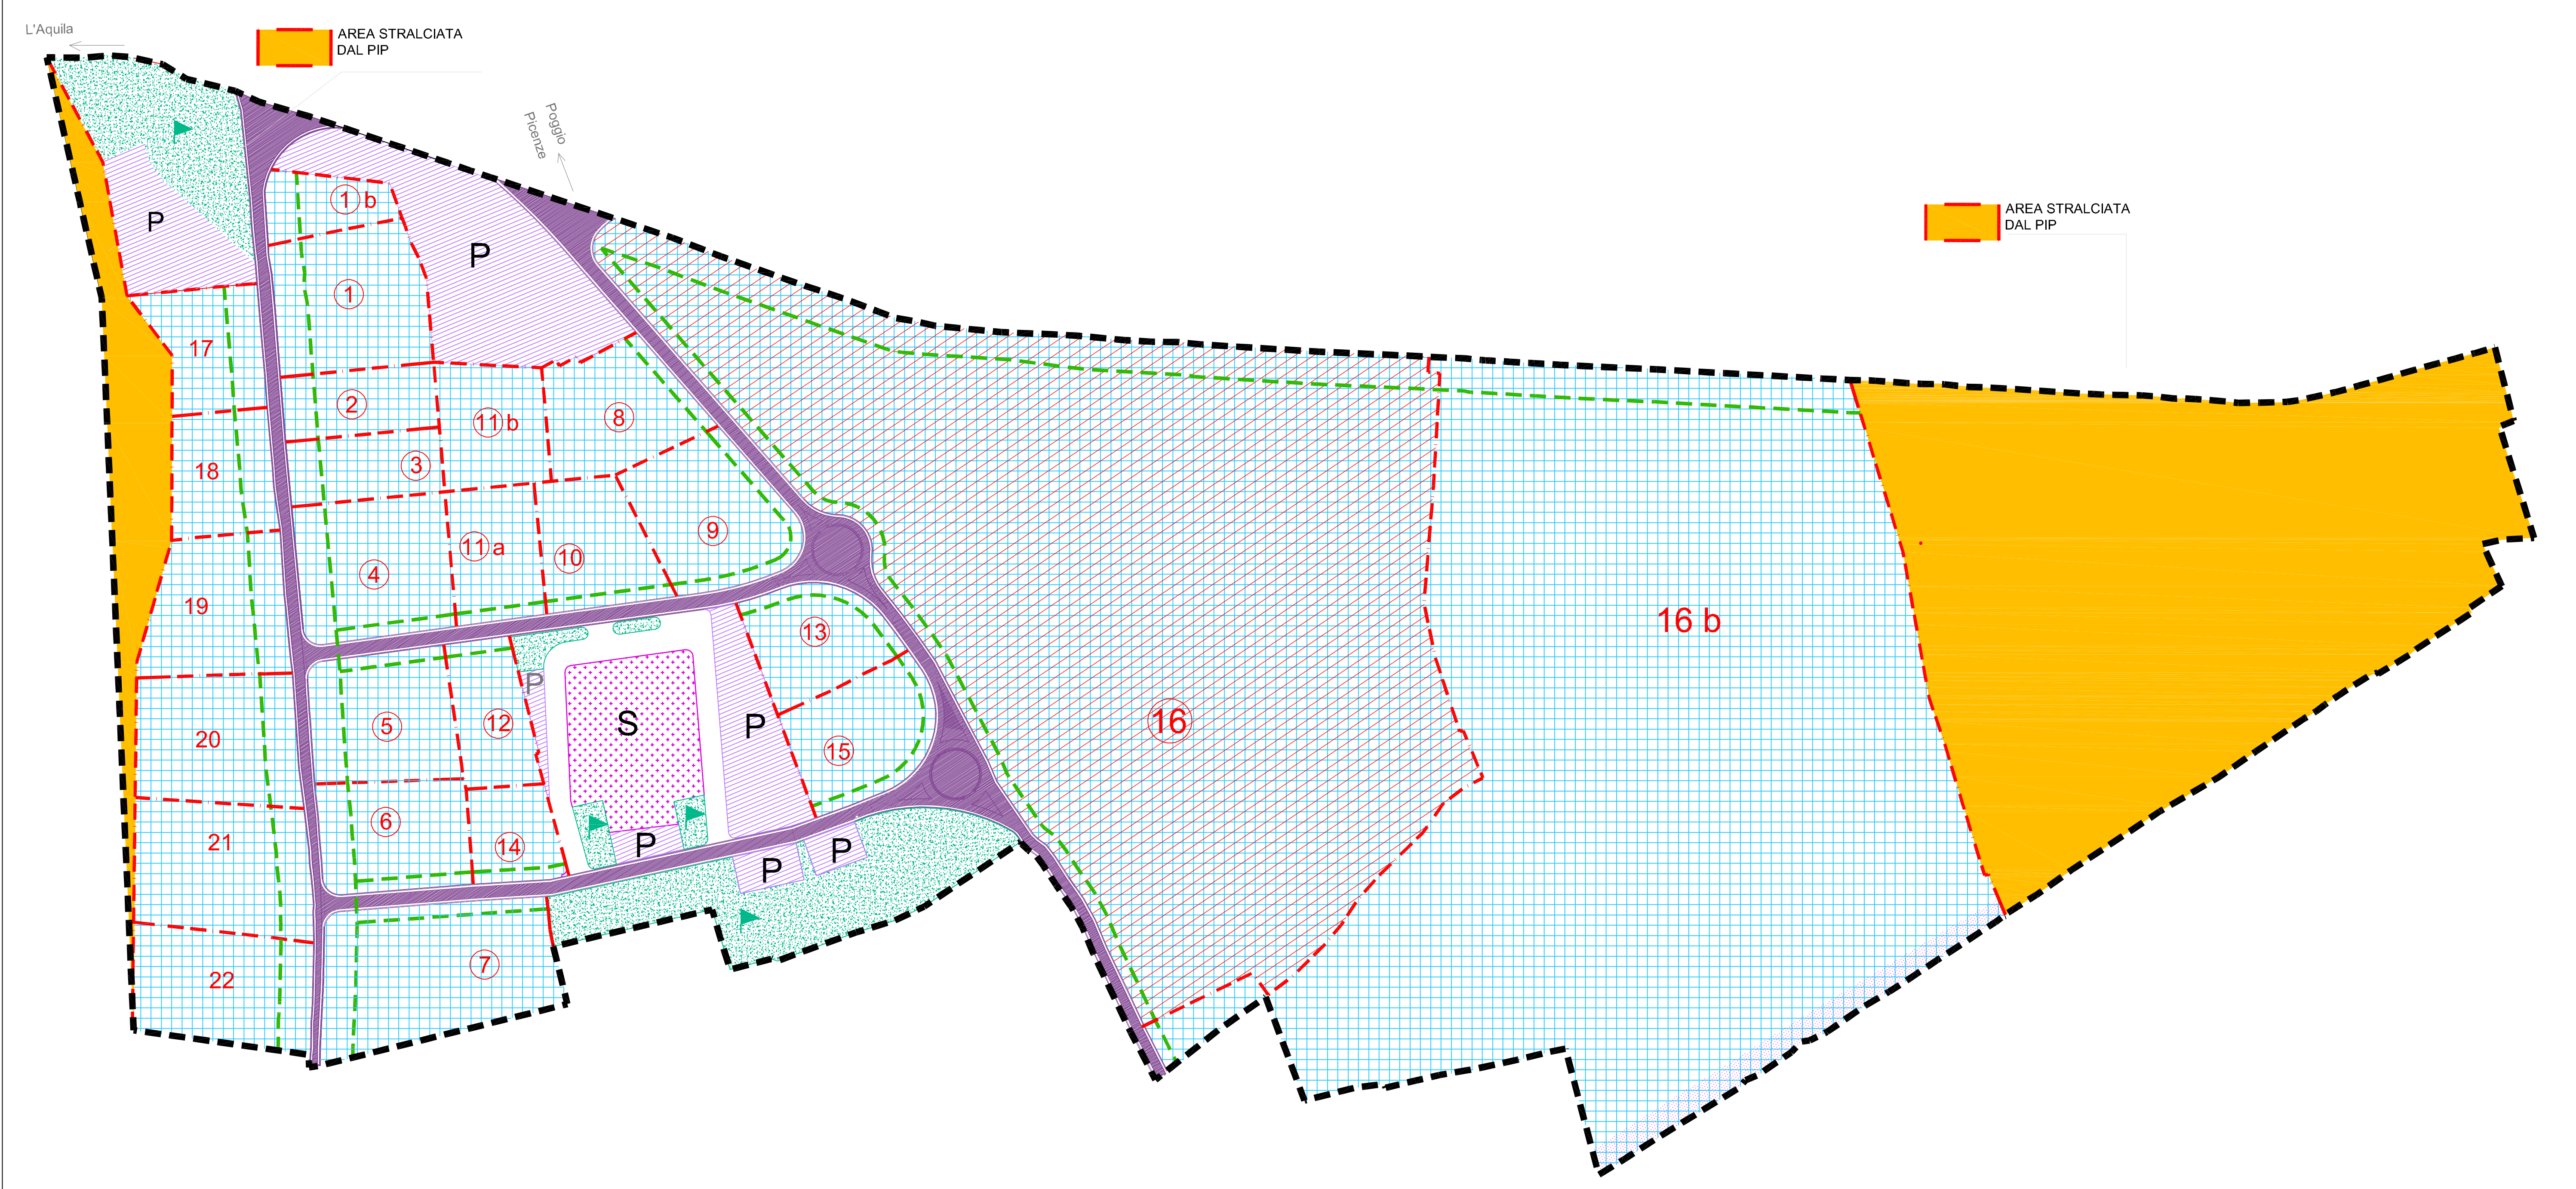 L'Aquila
AREA STRALCIATA
DAL PIP
Poggio
Picenze
AREA STRALCIATA
DAL PIP
P
1 b
P
1
17
2
11 b
8
3
18
9
11 a
10
4
19
13
16 b
P
S
P
16
5
12
20
15
6
21
14
P
P
P
7
22